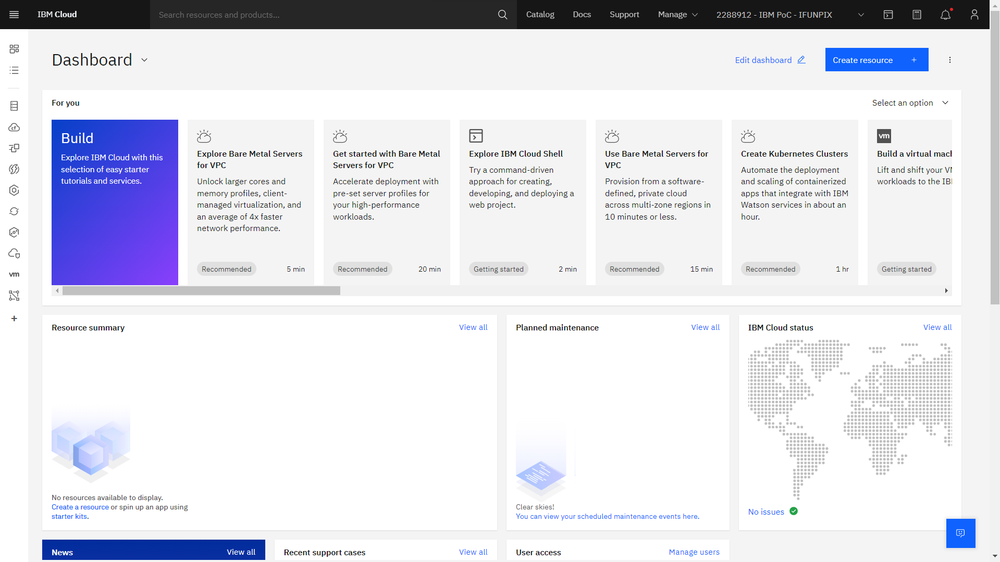 IBM Cloud
Search resources and products...
Catalog
Docs
Support
Manage
2288912 - IBM PoC - IFUNPIX
Dashboard
Edit dashboard
Create resource
For you
Select an option
Build
Explore IBM Cloud with this
selection of easy starter
tutorials and services.
Explore Bare Metal Servers
for VPC
Unlock larger cores and
memory profiles, client-
managed virtualization, and
an average of 4x faster
network performance.
Recommended
5 min
Get started with Bare Metal
Servers for VPC
Accelerate deployment with
pre-set server profiles for
your high-performance
workloads.
Recommended
20 min
Explore IBM Cloud Shell
Try a command-driven
approach for creating,
developing, and deploying a
web project.
Getting started
2 min
Use Bare Metal Servers for
VPC
Provision from a software-
defined, private cloud
across multi-zone regions in
10 minutes or less.
Recommended
15 min
Create Kubernetes Clusters
Automate the deployment
and scaling of containerized
apps that integrate with IBM
Watson services in about an
hour.
Recommended
1 hr
vm
Build a virtual
Lift and shift your
workloads to the
Getting started
cf
vm
Resource summary
View all
No resources available to display.
Create a resource or spin up an app using
starter kits.
Planned maintenance
View all
Clear skies!
You can view your scheduled maintenance events here.
IBM Cloud status
View all
No issues
News
View all
Recent support cases
View all
User access
Manage users